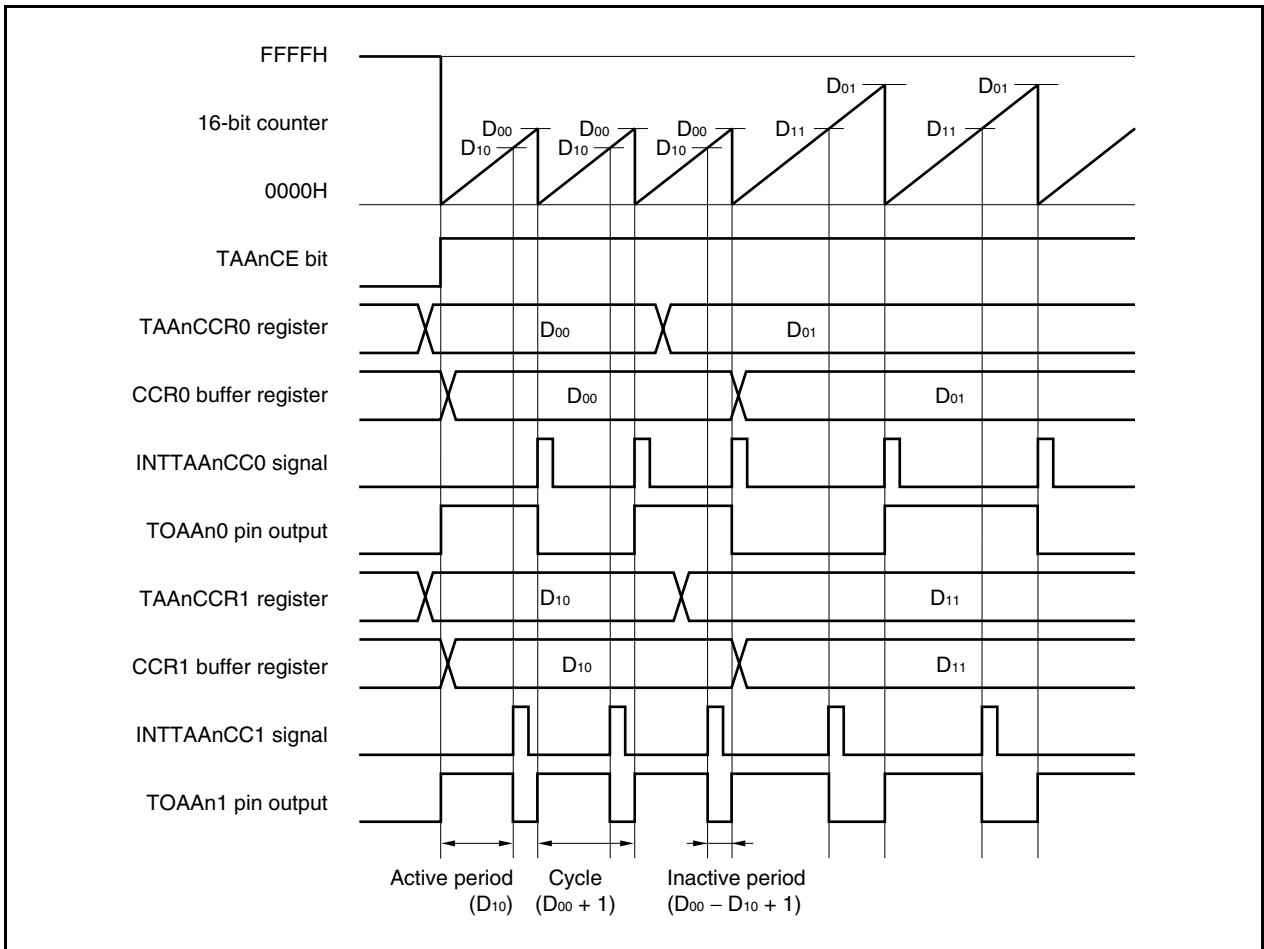 FFFFH
D01 D01
16-bit counter
D00 D00 D00 D11 D11
D10 D10 D10
0000H
TAAnCE bit
TAAnCCR0 register D00 D01
CCR0 buffer register D00 D01
INTTAAnCC0 signal
TOAAn0 pin output
TAAnCCR1 register D10 D11
CCR1 buffer register D10 D11
INTTAAnCC1 signal
TOAAn1 pin output
Active period Cycle Inactive period
(D10) (D00 + 1) (D00 − D10 + 1)